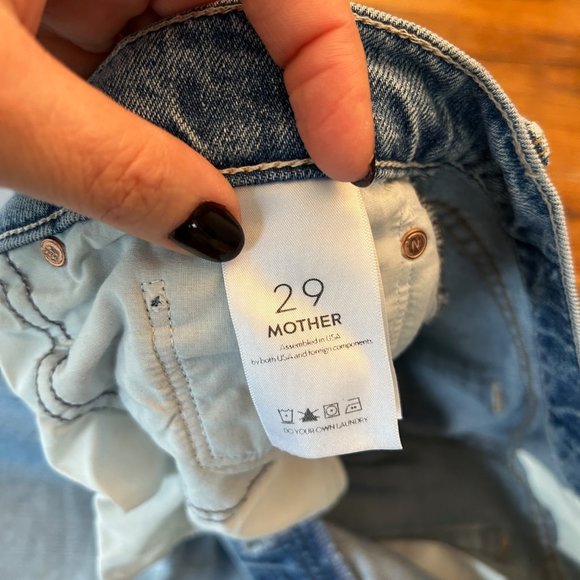 29
MOTHER
Assembled in USA
by both USA and foreign components
DO YOUR OWN LAUNDRY